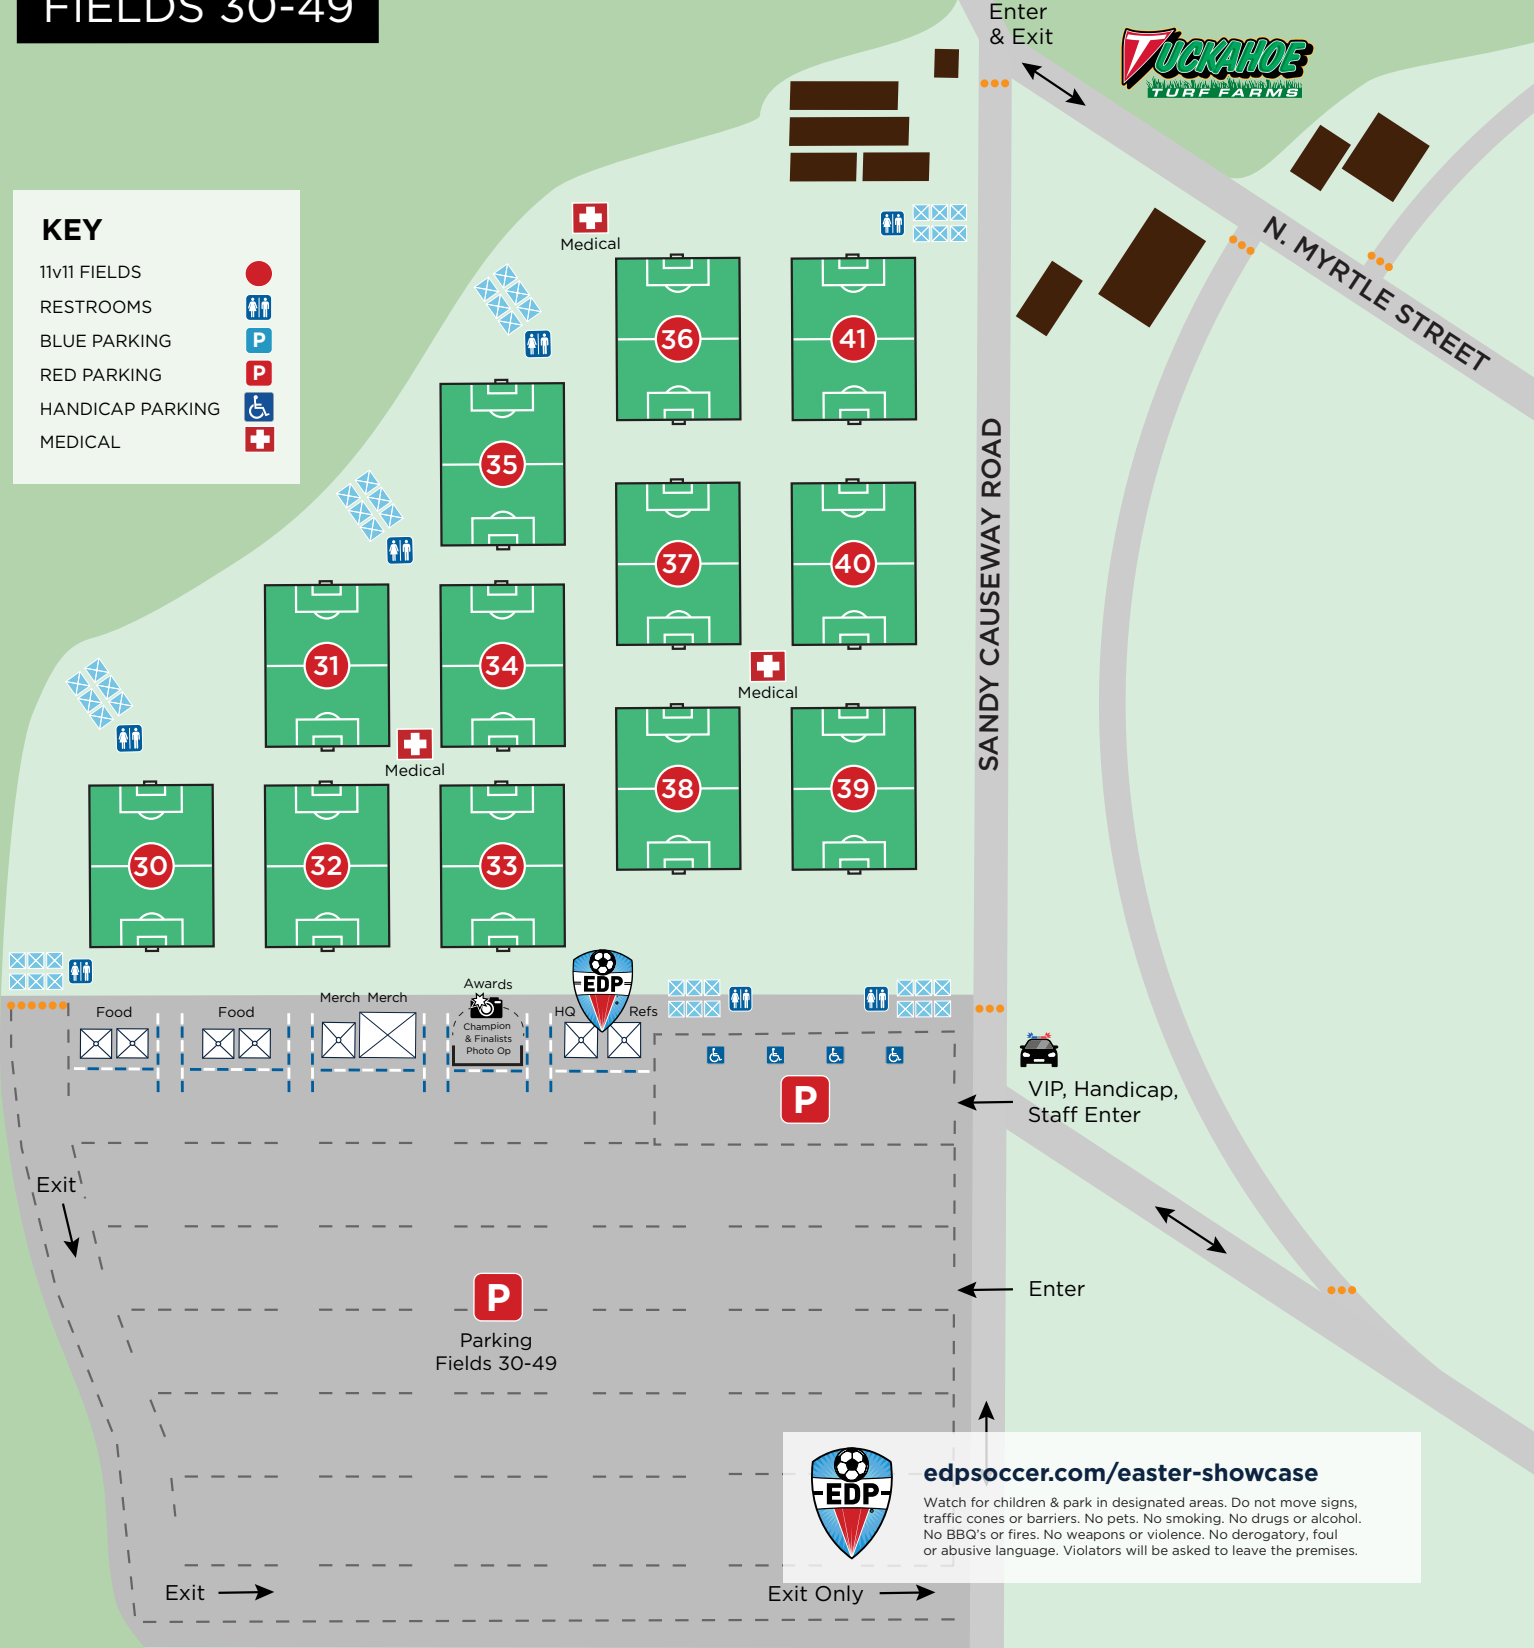 FIELDS 30-49
Enter
& Exit
TUCKAHOE
TURF FARMS
KEY
11v11 FIELDS
RESTROOMS
BLUE PARKING
P
RED PARKING
P
HANDICAP PARKING
MEDICAL
Medical
N. MYRTLE STREET
36
41
35
SANDY CAUSEWAY ROAD
37
40
31
34
Medical
Medical
38
39
30
32
33
EDP
Food
Food
Merch Merch
Awards
Champion
& Finalists
Photo Op
HQ
Refs
P
VIP, Handicap,
Staff Enter
Exit
Enter
P
Parking
Fields 30-49
EDP
edpsoccer.com/easter-showcase
Watch for children & park in designated areas. Do not move signs,
traffic cones or barriers. No pets. No smoking. No drugs or alcohol.
No BBQ's or fires. No weapons or violence. No derogatory, foul
or abusive language. Violators will be asked to leave the premises.
Exit
Exit Only